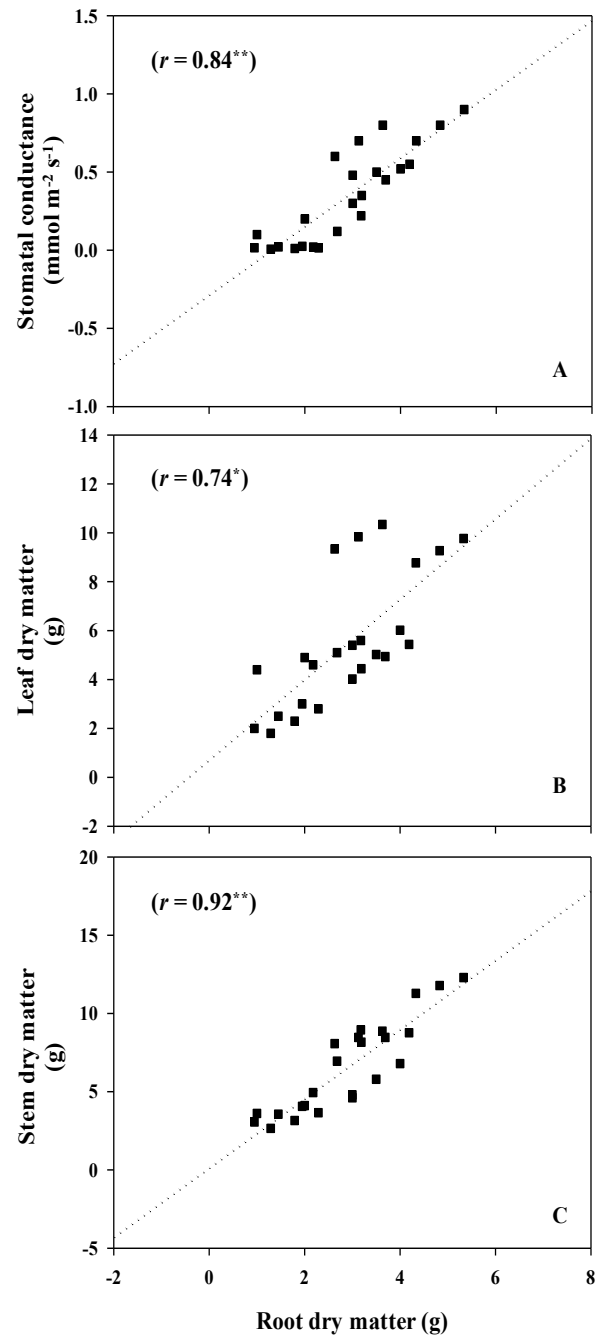 (r = 0.84**)
Stomatal conductance
(mmol m⁻² s⁻¹)
1.5
1.0
0.5
0.0
-0.5
-1.0
A
(r = 0.74*)
Leaf dry matter
(g)
14
12
10
8
6
4
2
0
-2
B
(r = 0.92**)
Stem dry matter
(g)
20
15
10
5
0
-5
C
-2 0 2 4 6 8
Root dry matter (g)